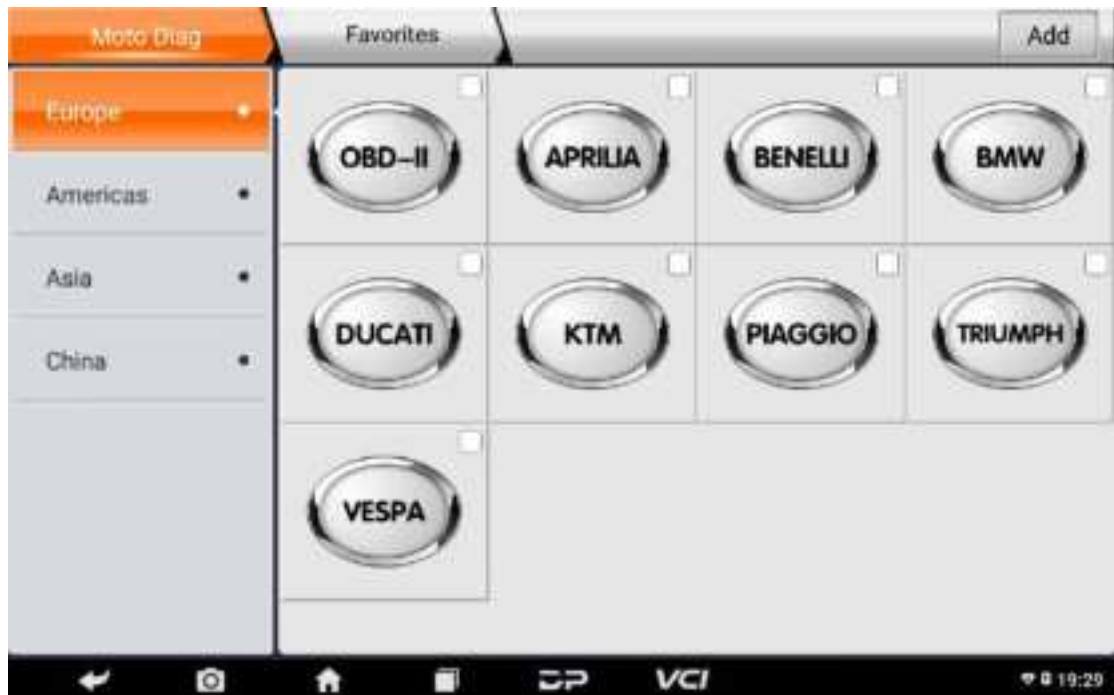 Moto Diag Favorites Add
Europe
Americas
Asia
China
OBD-II APRILIA BENELLI BMW
DUCATI KTM PIAGGIO TRIUMPH
VESPA
DP VCI 19:29